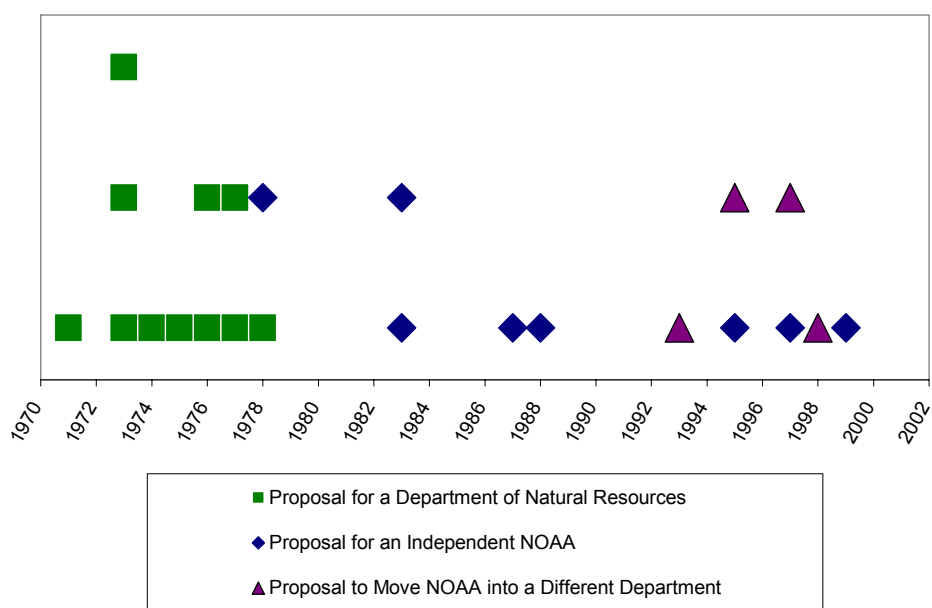 1970 1972 1974 1976 1978 1980 1982 1984 1986 1988 1990 1992 1994 1996 1998 2000 2002
Proposal for a Department of Natural Resources
Proposal for an Independent NOAA
Proposal to Move NOAA into a Different Department